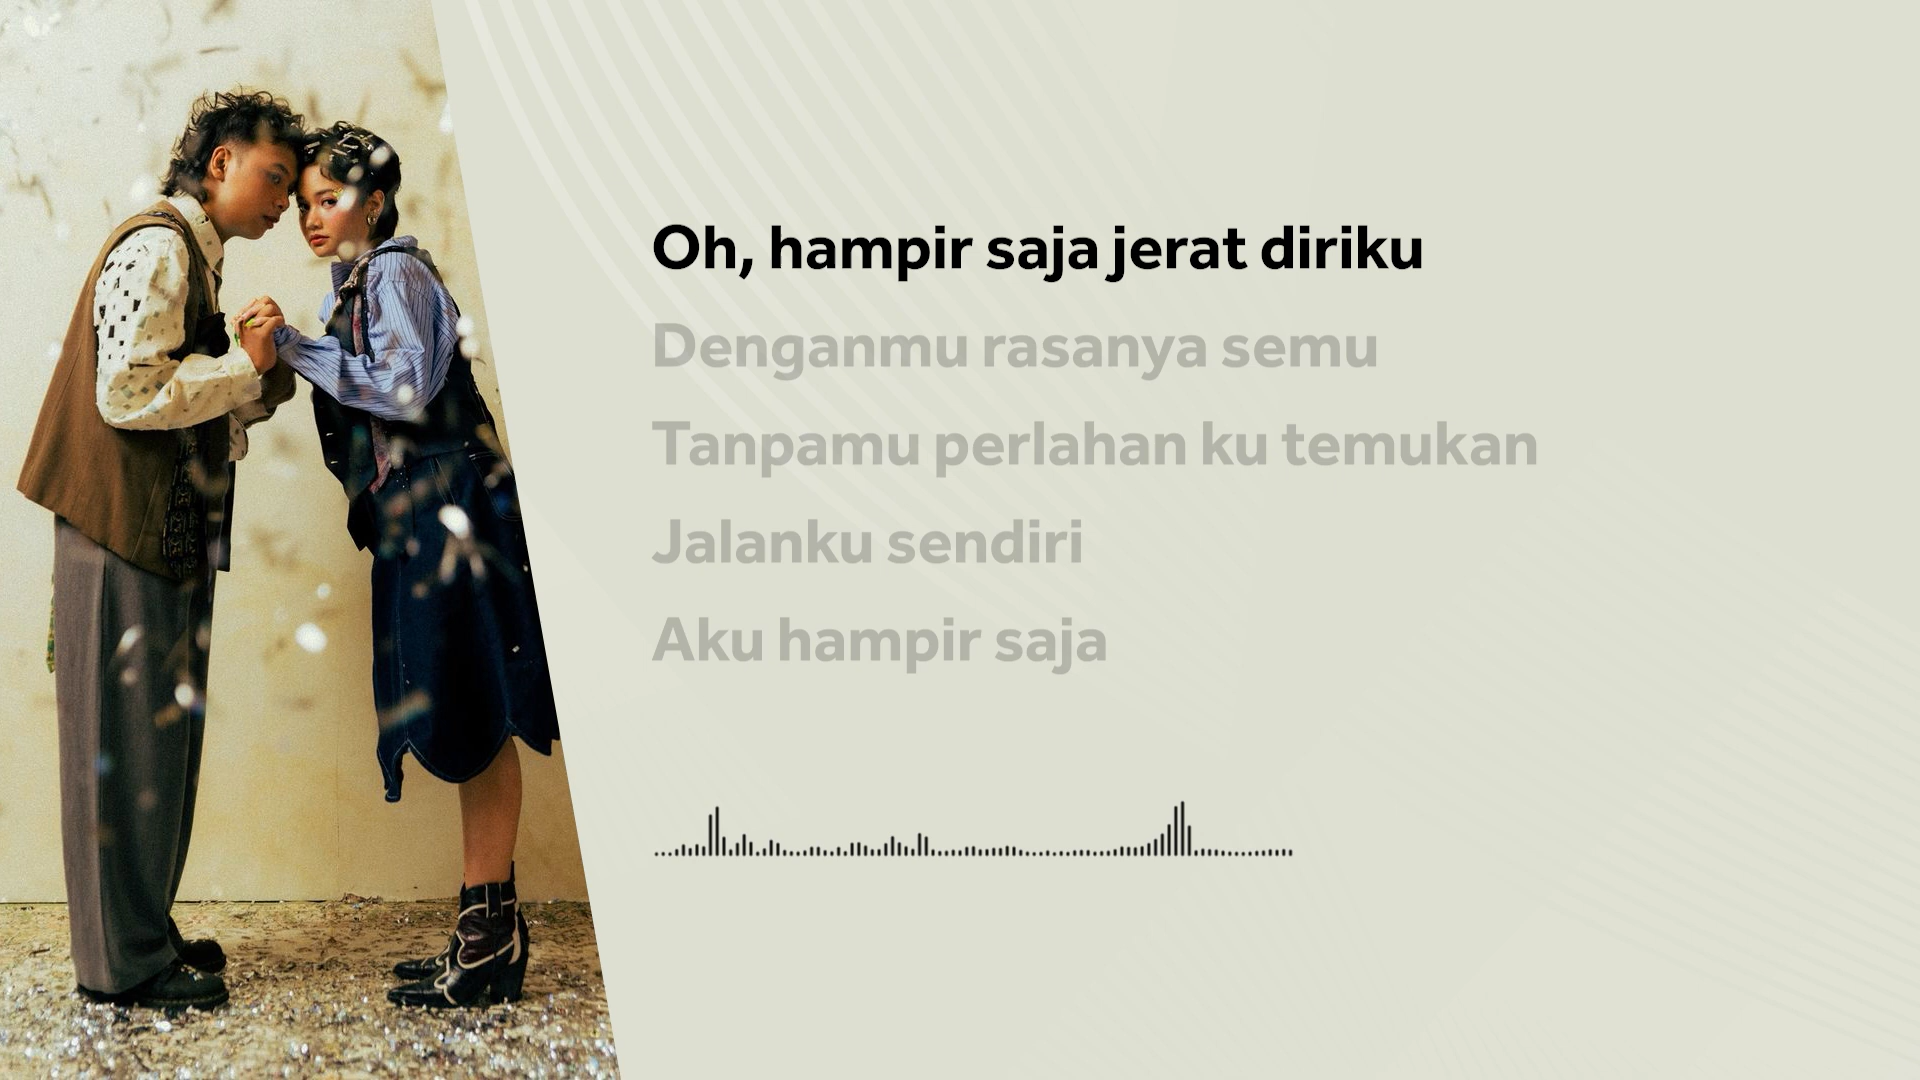 Oh, hampir saja jerat diriku
Denganmu rasanya semu
Tanpamu perlahan ku temukan
Jalanku sendiri
Aku hampir saja